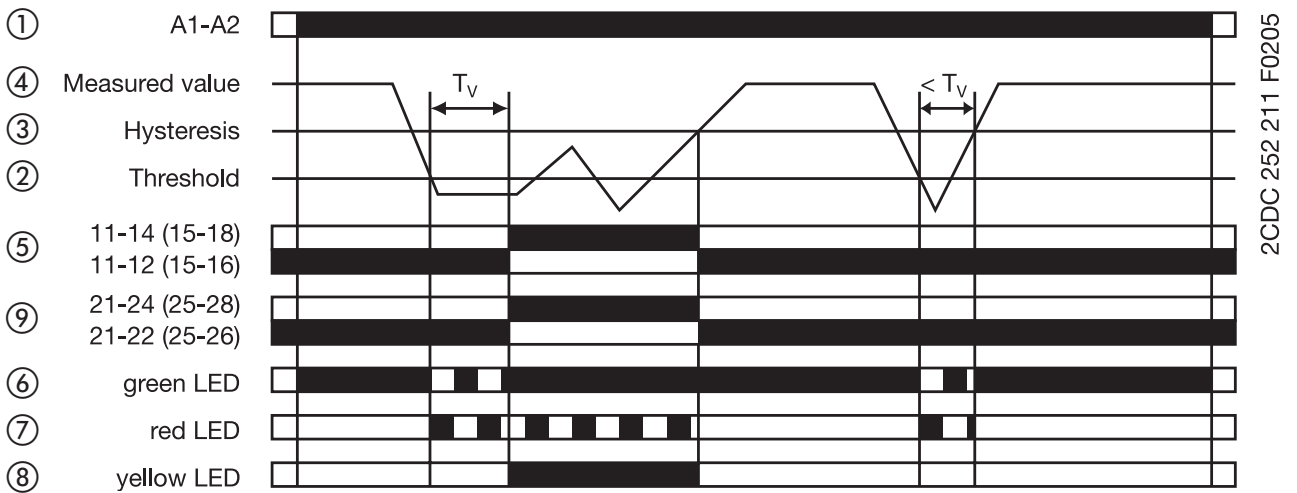 ① A1-A2
④ Measured value
T_V
< T_V
③ Hysteresis
② Threshold
⑤ 11-14 (15-18)
11-12 (15-16)
⑨ 21-24 (25-28)
21-22 (25-26)
⑥ green LED
⑦ red LED
⑧ yellow LED
2CDC 252 211 F0205